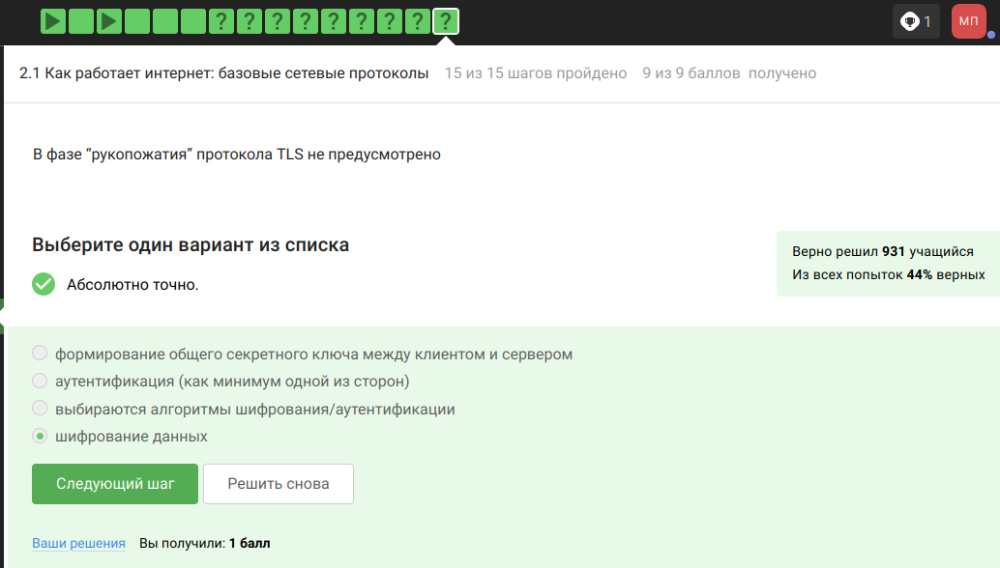 ? ? ? ? ? ? ? ? ?
1
МП
2.1 Как работает интернет: базовые сетевые протоколы 15 из 15 шагов пройдено 9 из 9 баллов получено
В фазе “рукопожатия” протокола TLS не предусмотрено
Выберите один вариант из списка
Абсолютно точно.
Верно решил 931 учащийся
Из всех попыток 44% верных
формирование общего секретного ключа между клиентом и сервером
аутентификация (как минимум одной из сторон)
выбираются алгоритмы шифрования/аутентификации
шифрование данных
Следующий шаг Решить снова
Ваши решения Вы получили: 1 балл